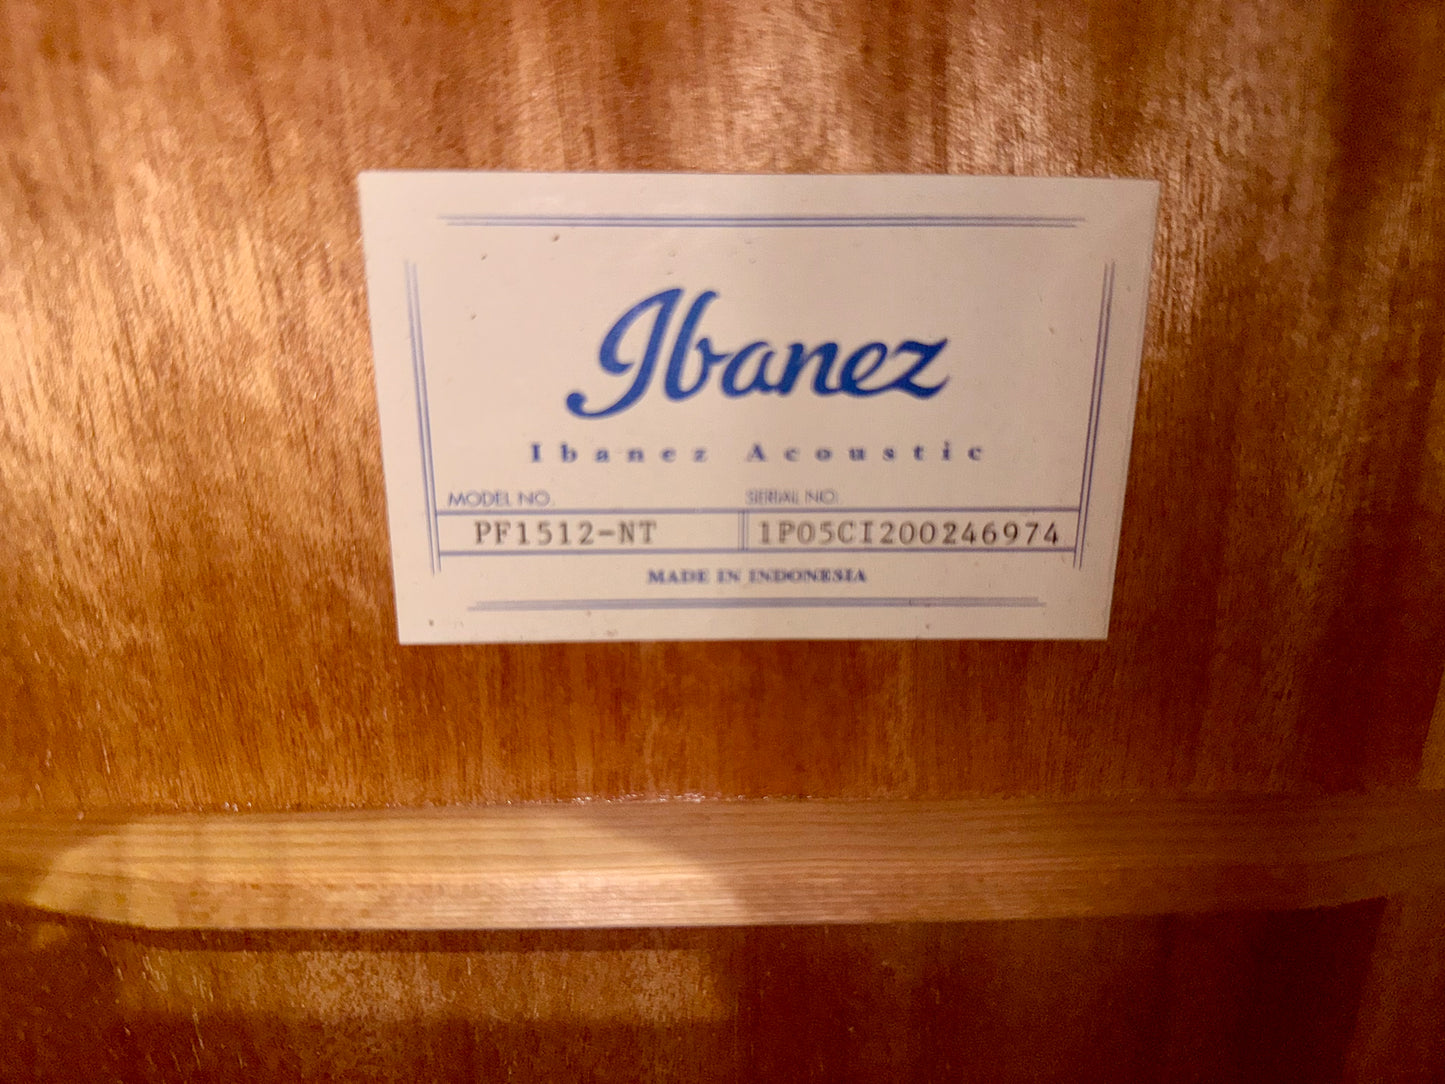 Ibanez
Ibanez Acoustic
MODEL NO. SERIAL NO.
PF1512-NT 1P05CI200246974
MADE IN INDONESIA